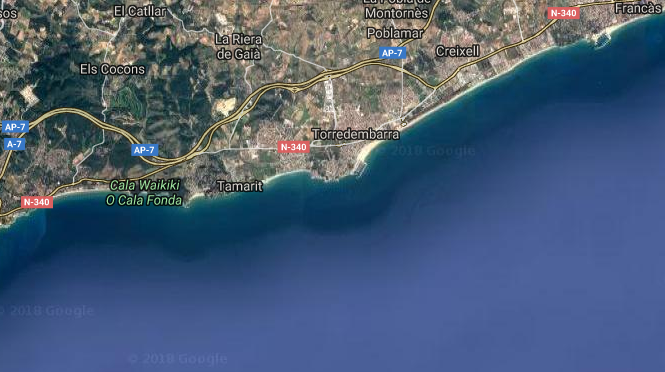 La Pobla de
Montornès
Francàs
El Catllar
N-340
sos
Poblamar
La Riera
de Gaià
Creixell
AP-7
Els Cocons
AP-7
Torredembarra
A-7
AP-7
N-340
© 2018 Google
Cala Waikiki
O Cala Fonda
Tamarit
N-340
© 2018 Google
© 2018 Google